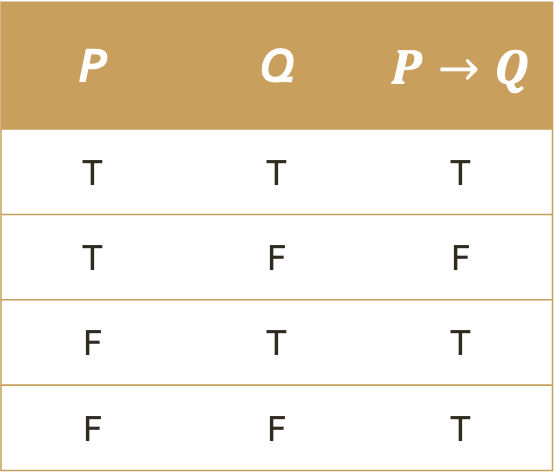 P Q P → Q
T T T
T F F
F T T
F F T